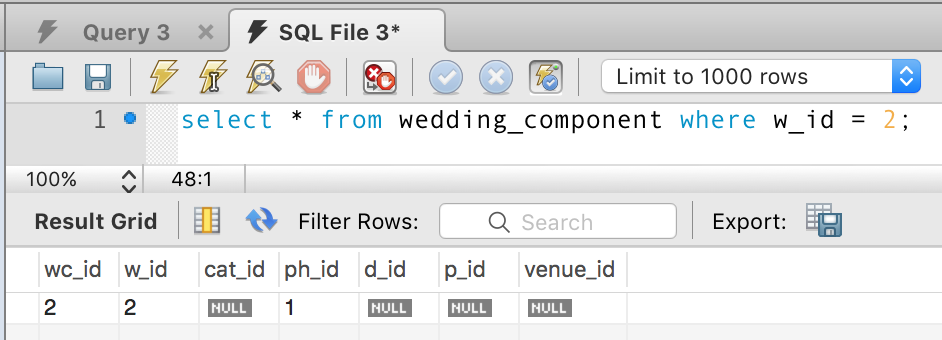 Query 3 SQL File 3*
Limit to 1000 rows
1 select * from wedding_component where w_id = 2;
100% 48:1
Result Grid Filter Rows: Search Export:
wc_id w_id cat_id ph_id d_id p_id venue_id
2 2 NULL 1 NULL NULL NULL